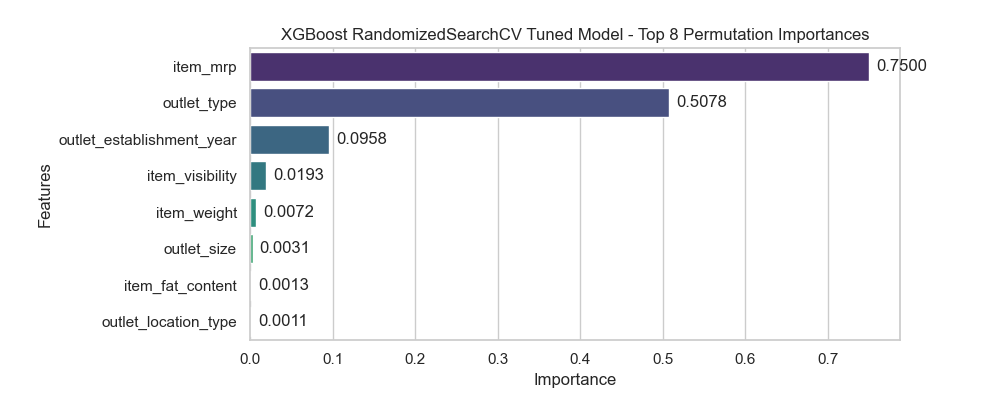 XGBoost RandomizedSearchCV Tuned Model - Top 8 Permutation Importances
Features
item_mrp 0.7500
outlet_type 0.5078
outlet_establishment_year 0.0958
item_visibility 0.0193
item_weight 0.0072
outlet_size 0.0031
item_fat_content 0.0013
outlet_location_type 0.0011
0.0 0.1 0.2 0.3 0.4 0.5 0.6 0.7
Importance